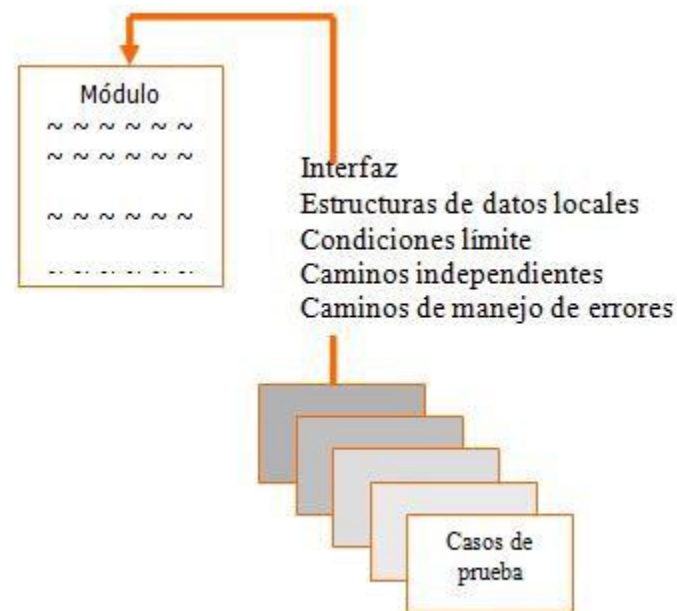 Módulo
~ ~ ~ ~ ~ ~
~ ~ ~ ~ ~ ~
~ ~ ~ ~ ~ ~
Interfaz
Estructuras de datos locales
Condiciones límite
Caminos independientes
Caminos de manejo de errores
Casos de
prueba